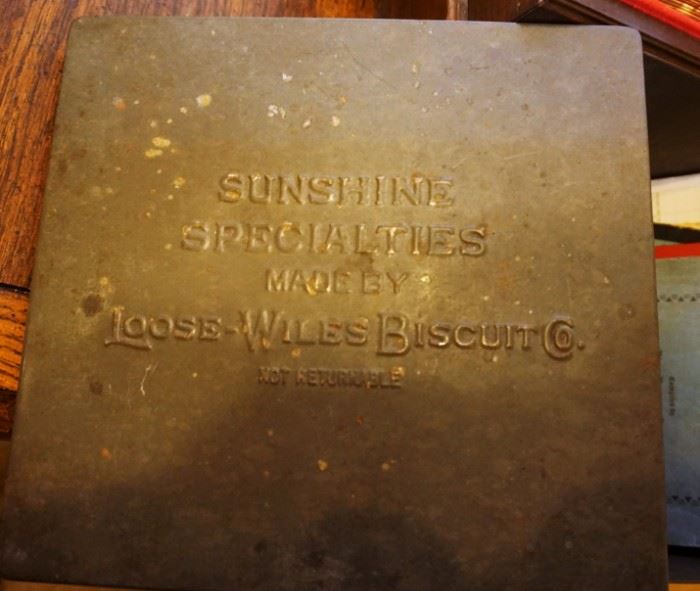 SUNSHINE
SPECIALTIES
MADE BY
LOOSE-WILES BISCUIT CO.
NOT RETURNABLE